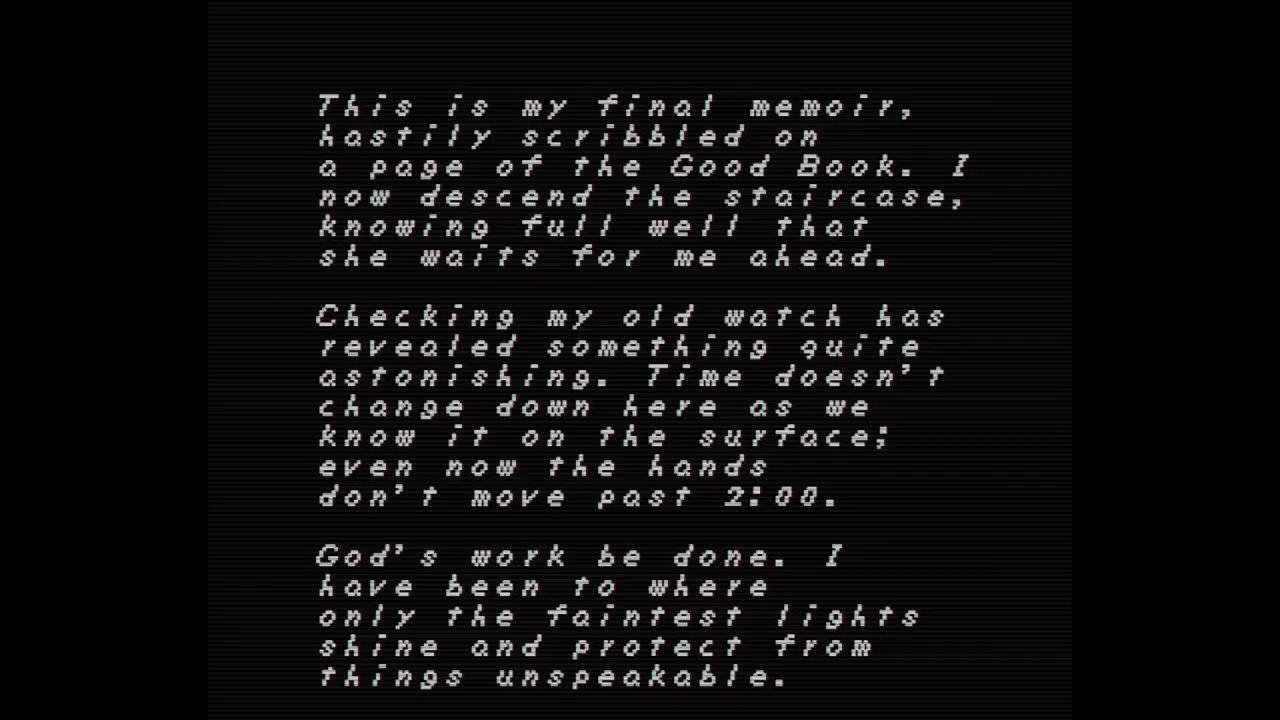 This is my final memoir,
hastily scribbled on
a page of the Good Book. I
now descend the staircase,
knowing full well that
she waits for me ahead.
Checking my old watch has
revealed something quite
astonishing. Time doesn't
change down here as we
know it on the surface;
even now the hands
don't move past 2:00.
God's work be done. I
have been to where
only the faintest lights
shine and protect from
things unspeakable.